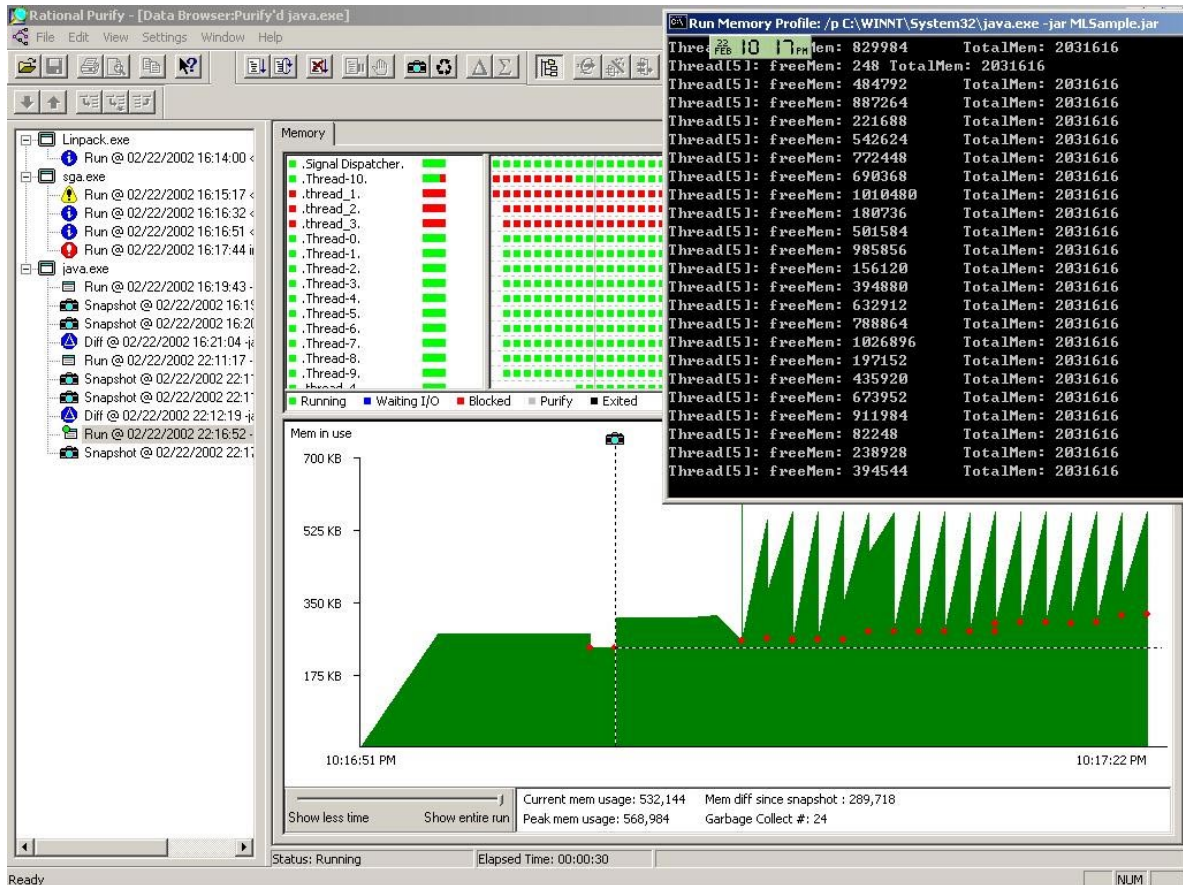 Rational Purify - [Data Browser:Purify'd java.exe]
File Edit View Settings Window Help
Linpack.exe
Run @ 02/22/2002 16:14:00 <
sga.exe
Run @ 02/22/2002 16:15:17 <
Run @ 02/22/2002 16:16:32 <
Run @ 02/22/2002 16:16:51 <
Run @ 02/22/2002 16:17:44 in
java.exe
Run @ 02/22/2002 16:19:43 -
Snapshot @ 02/22/2002 16:19
Snapshot @ 02/22/2002 16:20
Diff @ 02/22/2002 16:21:04 -ja
Run @ 02/22/2002 22:11:17 -
Snapshot @ 02/22/2002 22:1
Snapshot @ 02/22/2002 22:1
Diff @ 02/22/2002 22:12:19 -ja
Run @ 02/22/2002 22:16:52 -
Snapshot @ 02/22/2002 22:17
Memory
.Signal Dispatcher.
.Thread-10.
.thread_1.
.thread_2.
.thread_3.
.Thread-0.
.Thread-1.
.Thread-2.
.Thread-3.
.Thread-4.
.Thread-5.
.Thread-6.
.Thread-7.
.Thread-8.
.Thread-9.
.thread_4
Running Waiting I/O Blocked Purify Exited
Run Memory Profile: /p C:\WINNT\System32\java.exe -jar MLSample.jar
22 FEB 10 17 PM
Threa Mem: 829984 TotalMem: 2031616
Thread[5]: freeMem: 248 TotalMem: 2031616
Thread[5]: freeMem: 484792 TotalMem: 2031616
Thread[5]: freeMem: 887264 TotalMem: 2031616
Thread[5]: freeMem: 221688 TotalMem: 2031616
Thread[5]: freeMem: 542624 TotalMem: 2031616
Thread[5]: freeMem: 772448 TotalMem: 2031616
Thread[5]: freeMem: 690368 TotalMem: 2031616
Thread[5]: freeMem: 1010480 TotalMem: 2031616
Thread[5]: freeMem: 180736 TotalMem: 2031616
Thread[5]: freeMem: 501584 TotalMem: 2031616
Thread[5]: freeMem: 985856 TotalMem: 2031616
Thread[5]: freeMem: 156120 TotalMem: 2031616
Thread[5]: freeMem: 394880 TotalMem: 2031616
Thread[5]: freeMem: 632912 TotalMem: 2031616
Thread[5]: freeMem: 788864 TotalMem: 2031616
Thread[5]: freeMem: 1026896 TotalMem: 2031616
Thread[5]: freeMem: 197152 TotalMem: 2031616
Thread[5]: freeMem: 435920 TotalMem: 2031616
Thread[5]: freeMem: 673952 TotalMem: 2031616
Thread[5]: freeMem: 911984 TotalMem: 2031616
Thread[5]: freeMem: 82248 TotalMem: 2031616
Thread[5]: freeMem: 238928 TotalMem: 2031616
Thread[5]: freeMem: 394544 TotalMem: 2031616
Mem in use
700 KB
525 KB
350 KB
175 KB
10:16:51 PM 10:17:22 PM
Show less time Show entire run
Current mem usage: 532,144 Mem diff since snapshot : 289,718
Peak mem usage: 568,984 Garbage Collect #: 24
Status: Running Elapsed Time: 00:00:30
Ready NUM